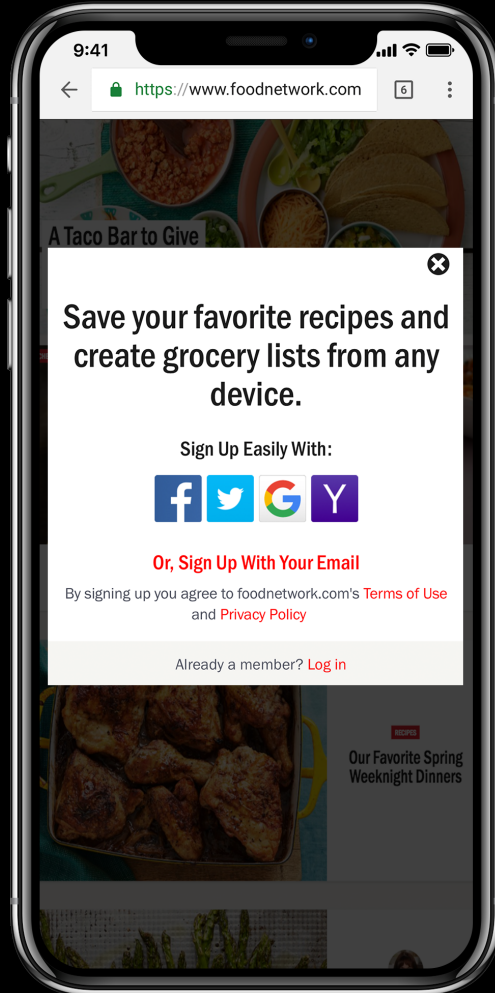 9:41
https://www.foodnetwork.com
6
A Taco Bar to Give
Save your favorite recipes and
create grocery lists from any
device.
Sign Up Easily With:
f
G
Y
Or, Sign Up With Your Email
By signing up you agree to foodnetwork.com's Terms of Use
and Privacy Policy
Already a member? Log in
RECIPES
Our Favorite Spring
Weeknight Dinners